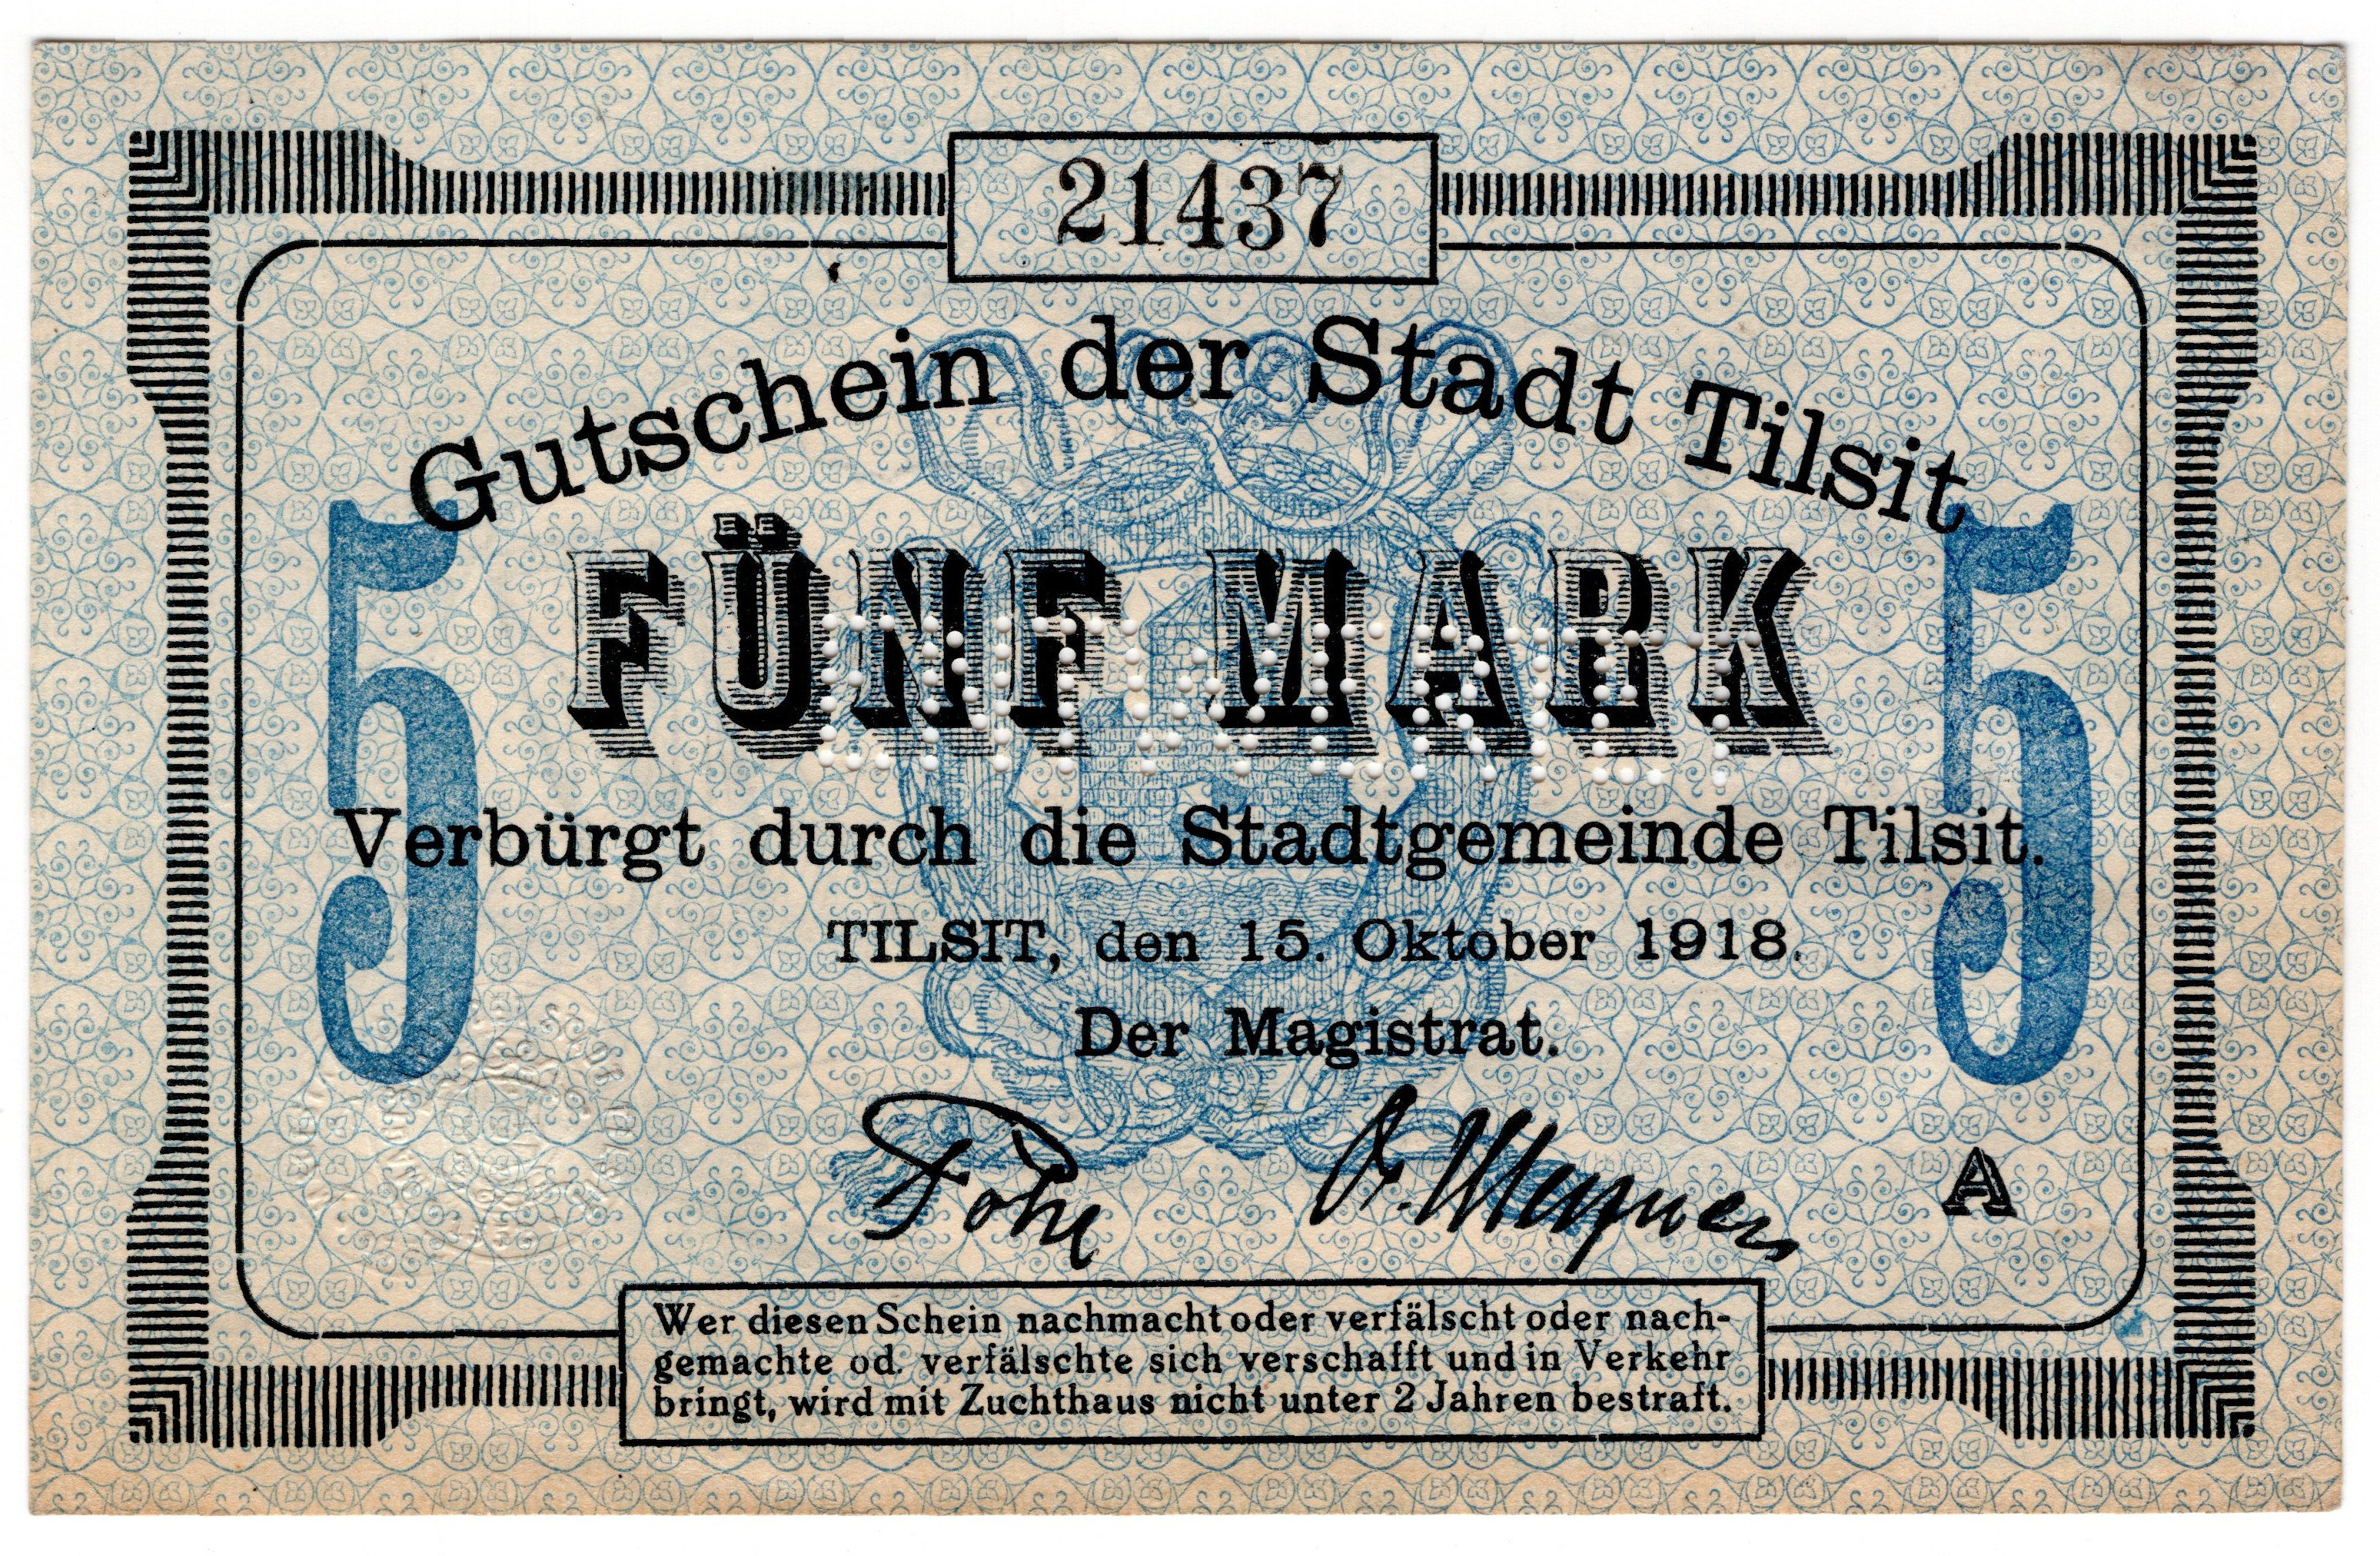 21437
Gutschein der Stadt Tilsit
5 FÜNF MARK 5
Verbürgt durch die Stadtgemeinde Tilsit.
TILSIT, den 15. Oktober 1918.
Der Magistrat.
A
Wer diesen Schein nachmacht oder verfälscht oder nach-
gemachte od. verfälschte sich verschafft und in Verkehr
bringt, wird mit Zuchthaus nicht unter 2 Jahren bestraft.